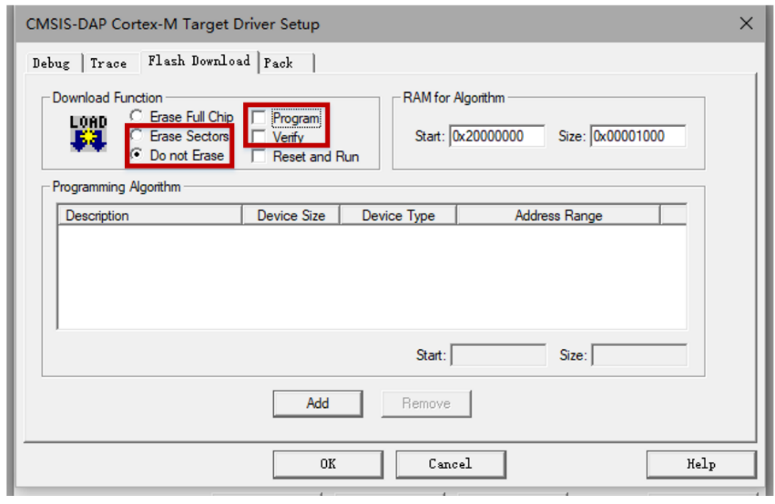 CMSIS-DAP Cortex-M Target Driver Setup
Debug Trace Flash Download Pack
Download Function
LOAD
Erase Full Chip
Erase Sectors
Do not Erase
Program
Verify
Reset and Run
RAM for Algorithm
Start: 0x20000000 Size: 0x00001000
Programming Algorithm
Description Device Size Device Type Address Range
Start: Size:
Add Remove
OK Cancel Help